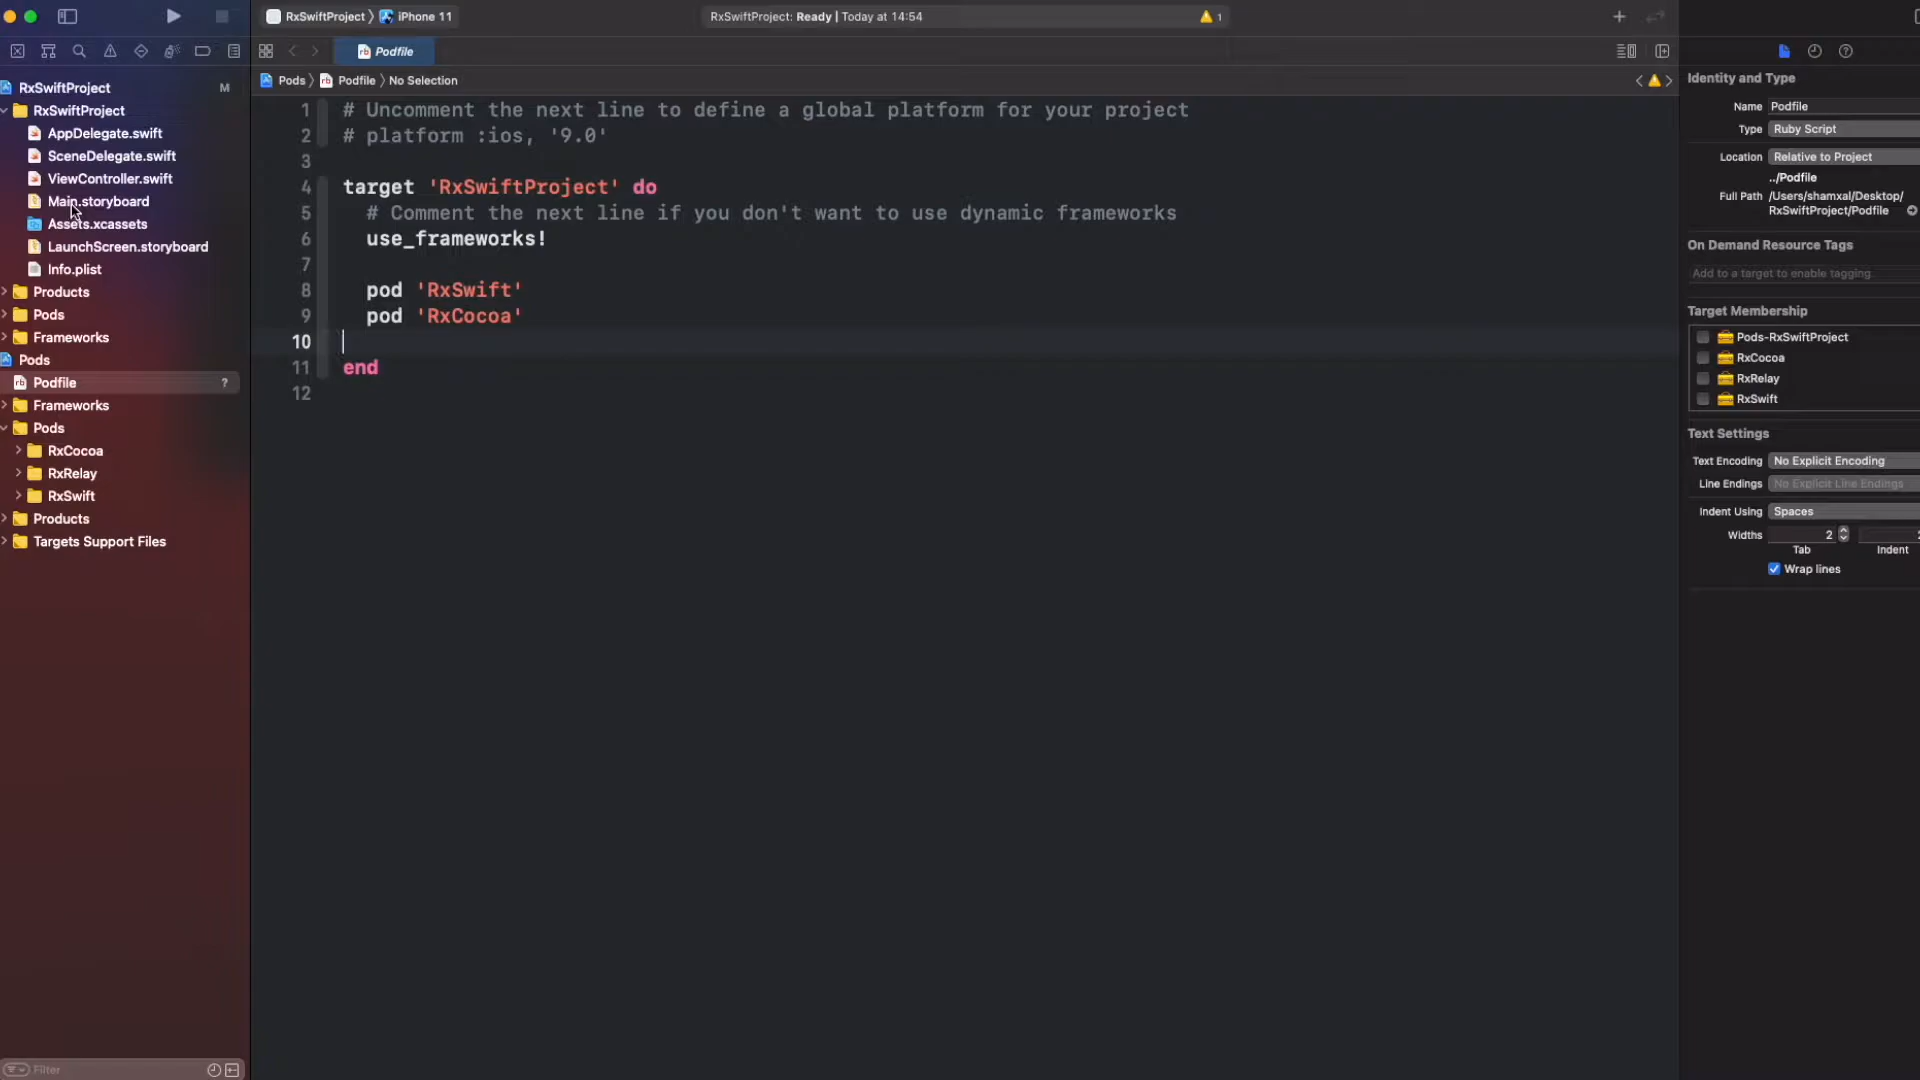 RxSwiftProject
iPhone 11
RxSwiftProject: Ready | Today at 14:54
1
Podfile
Pods
Podfile
No Selection
RxSwiftProject
M
RxSwiftProject
AppDelegate.swift
SceneDelegate.swift
ViewController.swift
Main.storyboard
Assets.xcassets
LaunchScreen.storyboard
Info.plist
Products
Pods
Frameworks
Pods
Podfile
?
Frameworks
Pods
RxCocoa
RxRelay
RxSwift
Products
Targets Support Files
Filter
1 # Uncomment the next line to define a global platform for your project
2 # platform :ios, '9.0'
3
4 target 'RxSwiftProject' do
5 # Comment the next line if you don't want to use dynamic frameworks
6 use_frameworks!
7
8 pod 'RxSwift'
9 pod 'RxCocoa'
10
11 end
12
Identity and Type
Name Podfile
Type Ruby Script
Location Relative to Project
../Podfile
Full Path /Users/shamxal/Desktop/
RxSwiftProject/Podfile
On Demand Resource Tags
Add to a target to enable tagging
Target Membership
Pods-RxSwiftProject
RxCocoa
RxRelay
RxSwift
Text Settings
Text Encoding No Explicit Encoding
Line Endings No Explicit Line Endings
Indent Using Spaces
Widths 2
Tab Indent
Wrap lines